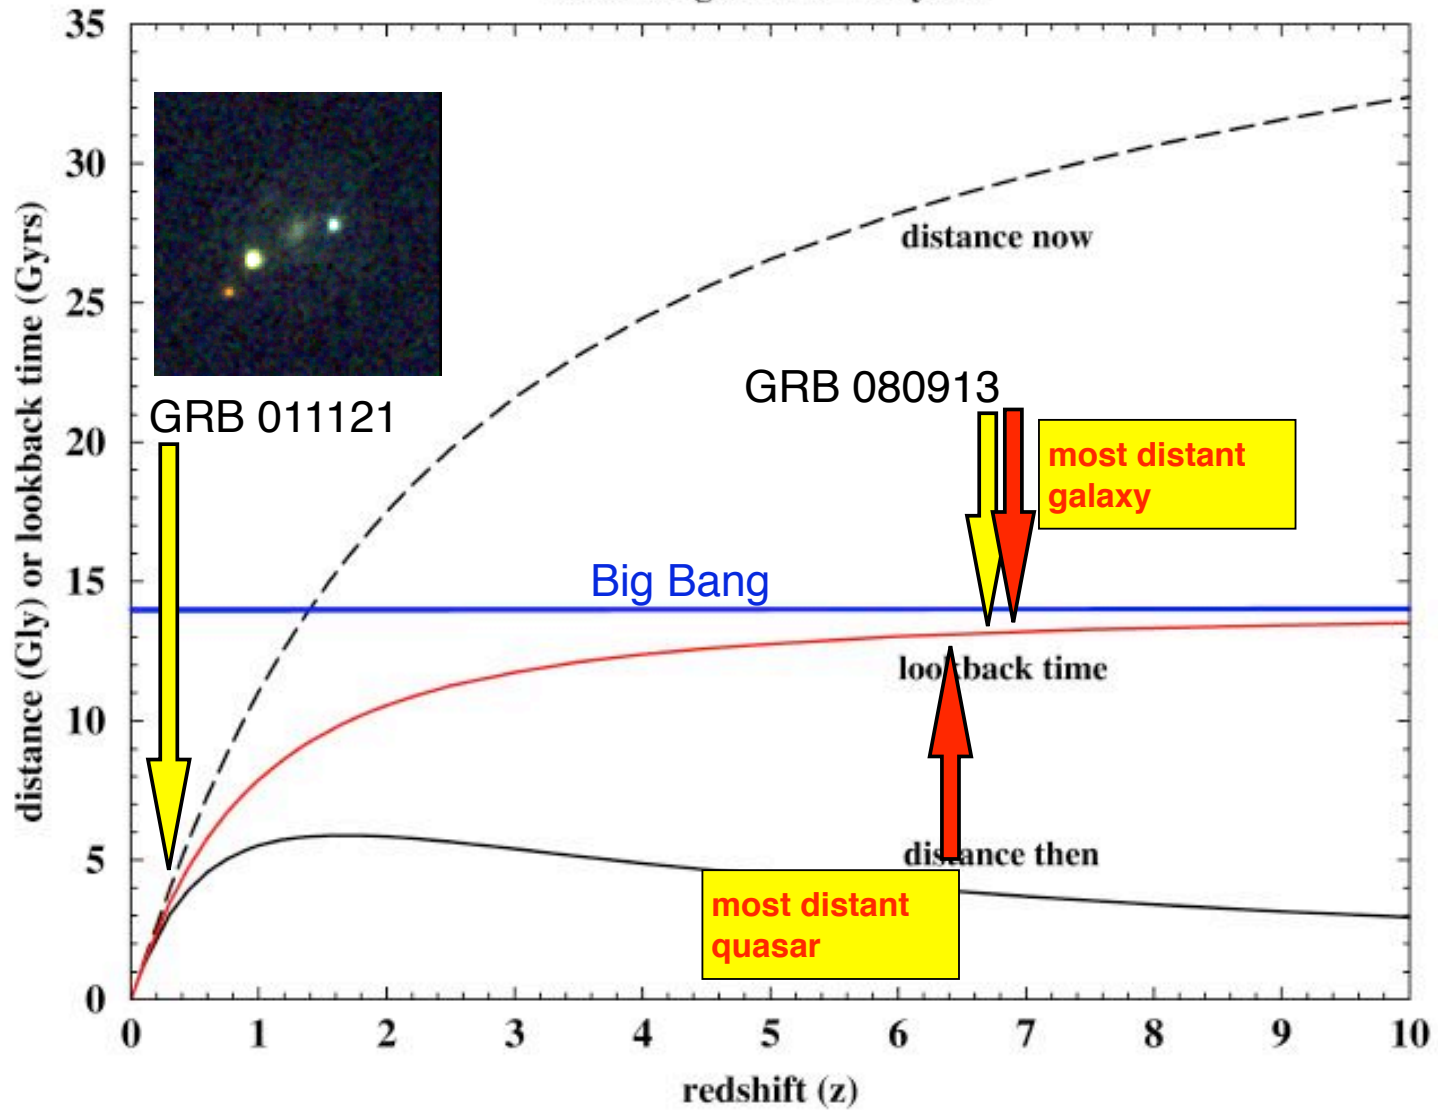 35
30
25
20
15
10
5
0
distance (Gly) or lookback time (Gyrs)
distance now
GRB 011121
GRB 080913
most distant
galaxy
Big Bang
lookback time
distance then
most distant
quasar
0 1 2 3 4 5 6 7 8 9 10
redshift (z)